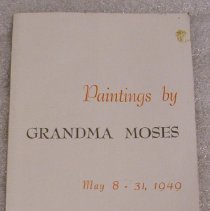 Paintings by
GRANDMA MOSES
May 8 - 31, 1949